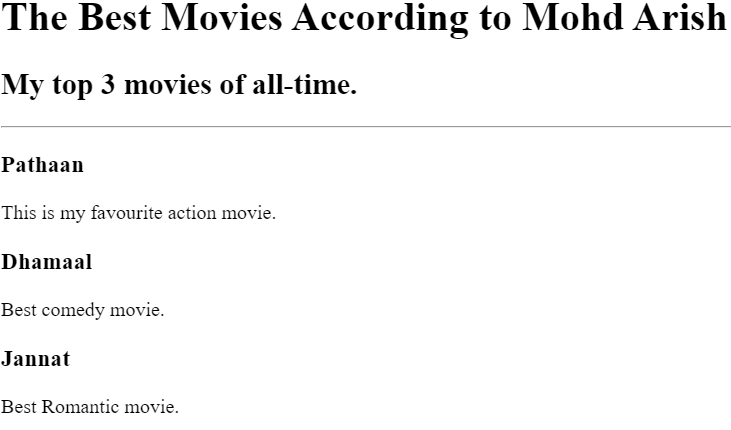 The Best Movies According to Mohd Arish
My top 3 movies of all-time.
Pathaan
This is my favourite action movie.
Dhamaal
Best comedy movie.
Jannat
Best Romantic movie.